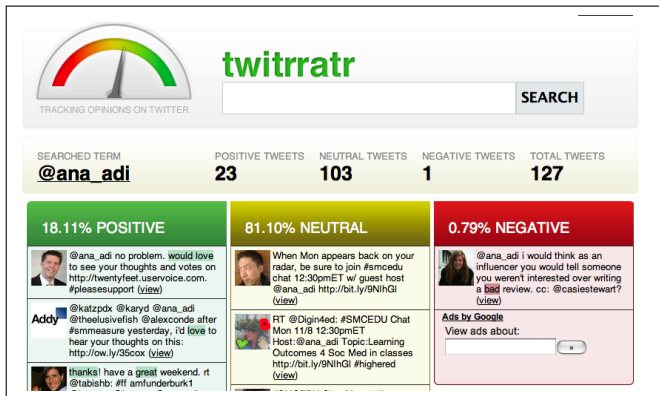 twitrratr
SEARCH
TRACKING OPINIONS ON TWITTER
SEARCHED TERM
@ana_adi
POSITIVE TWEETS
23
NEUTRAL TWEETS
103
NEGATIVE TWEETS
1
TOTAL TWEETS
127
18.11% POSITIVE
@ana_adi no problem. would love
to see your thoughts and votes on
http://twentyfeet.uservoice.com.
#pleasesupport (view)
Addy
@katzpdx @karyd @ana_adi
@theelusivefish @alexconde after
#smmeasure yesterday, i'd love to
hear your thoughts on this:
http://ow.ly/35cox (view)
thanks! have a great weekend. rt
@tabishb: #ff amfunderburk1
81.10% NEUTRAL
When Mon appears back on your
radar, be sure to join #smcedu
chat 12:30pmET w/ guest host
@ana_adi http://bit.ly/9NIhGl
(view)
RT @Digin4ed: #SMCEDU Chat
Mon 11/8 12:30pmET
Host:@ana_adi Topic:Learning
Outcomes 4 Soc Med in classes
http://bit.ly/9NIhGl #highered
(view)
0.79% NEGATIVE
@ana_adi i would think as an
influencer you would tell someone
you weren't interested over writing
a bad review. cc: @casiestewart?
(view)
Ads by Google
View ads about:
»